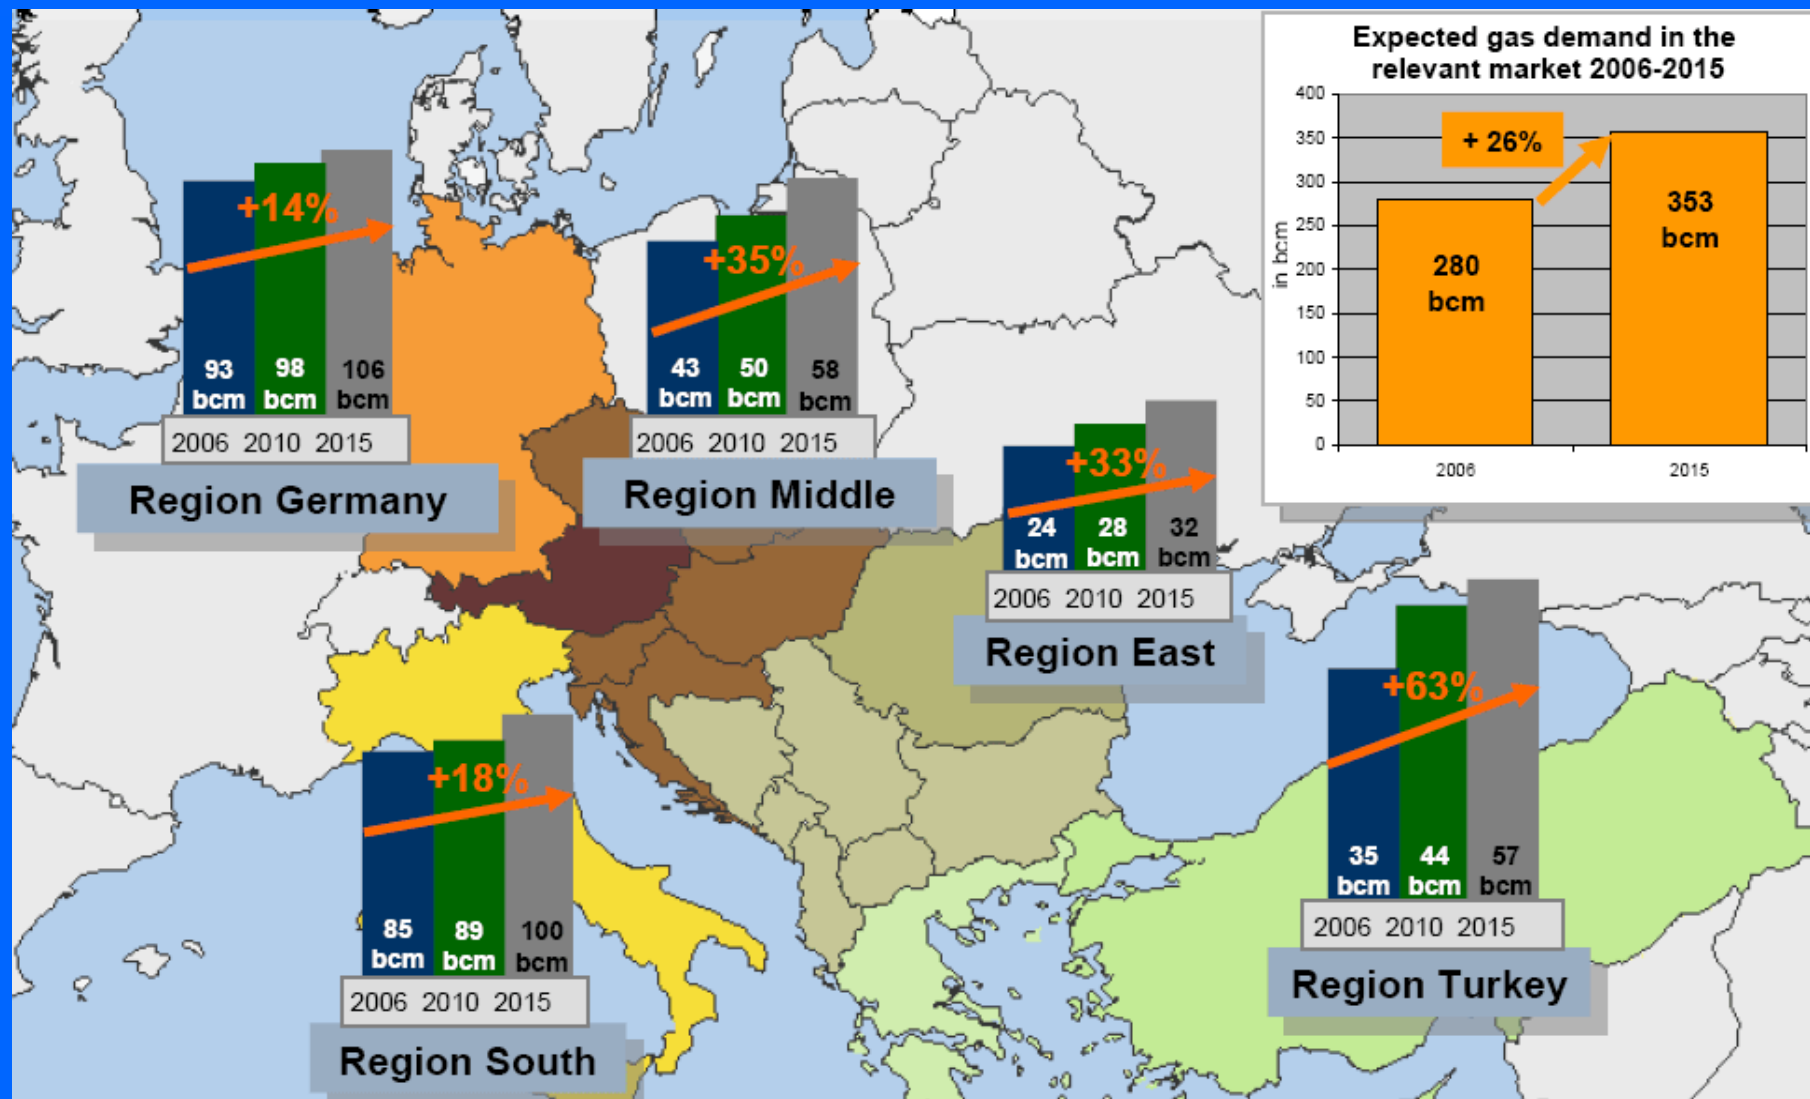 Expected gas demand in the
relevant market 2006-2015
400
350
300
250
200
150
100
50
0
in bcm
+ 26%
280
bcm
353
bcm
2006
2015
+14%
93
bcm
98
bcm
106
bcm
2006 2010 2015
Region Germany
+35%
43
bcm
50
bcm
58
bcm
2006 2010 2015
Region Middle
+33%
24
bcm
28
bcm
32
bcm
2006 2010 2015
Region East
+63%
35
bcm
44
bcm
57
bcm
2006 2010 2015
Region Turkey
+18%
85
bcm
89
bcm
100
bcm
2006 2010 2015
Region South